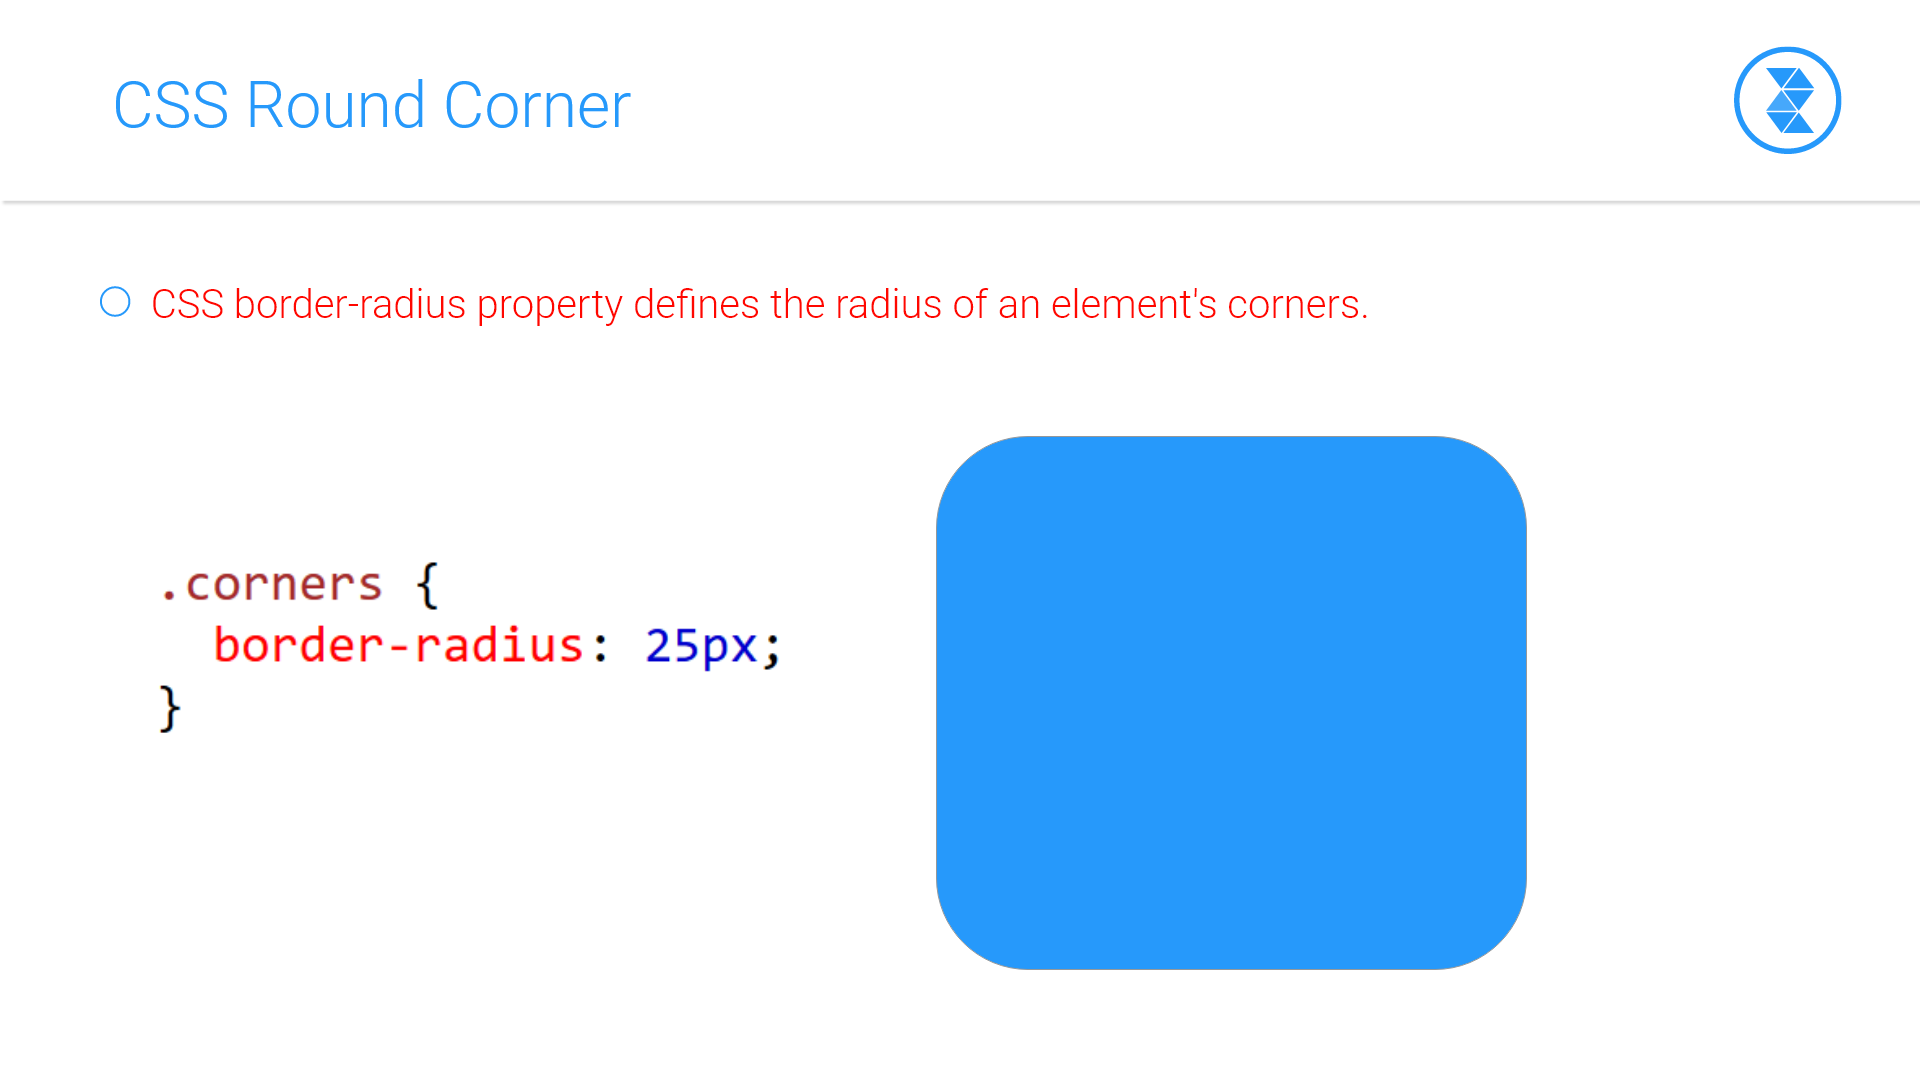 CSS Round Corner
CSS border-radius property defines the radius of an element's corners.
.corners {
  border-radius: 25px;
}